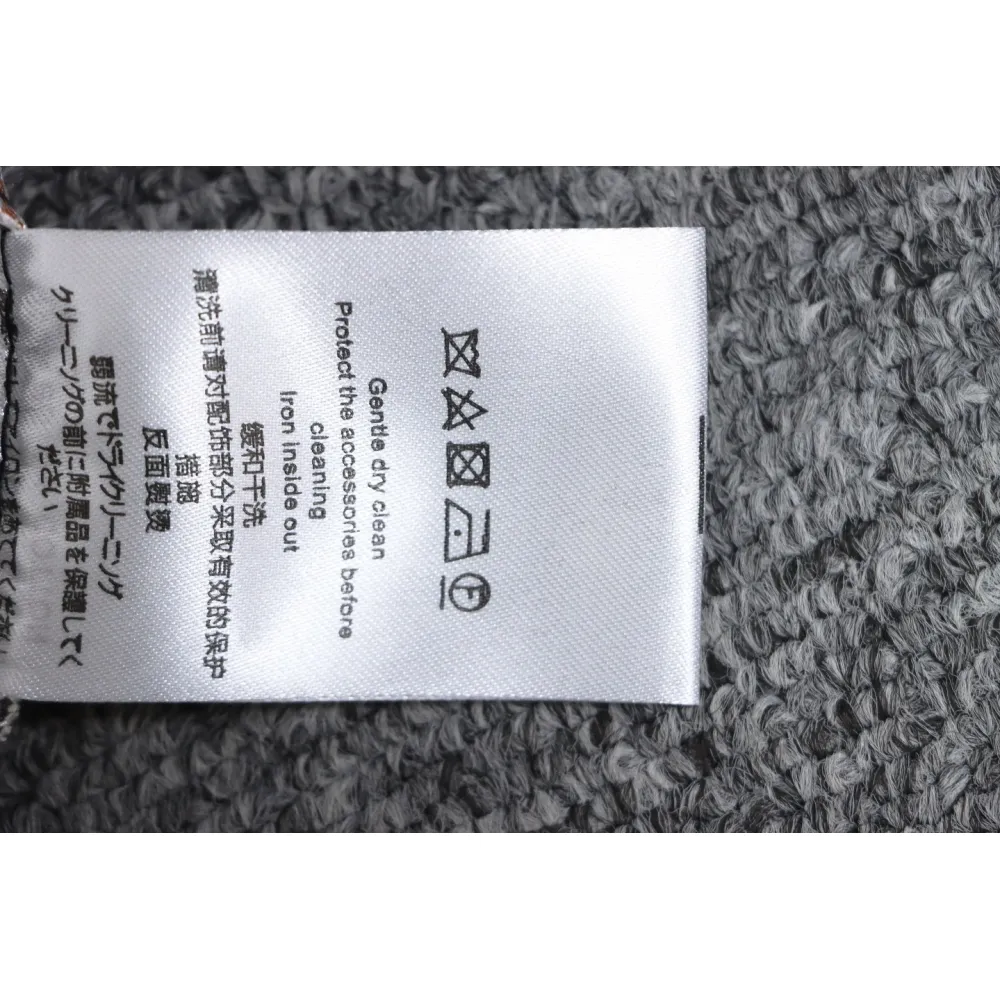 F
Gentle dry clean
Protect the accessories before
cleaning
Iron inside out
缓和干洗
清洗前请对配饰部分采取有效的保护
措施
反面熨烫
弱流でドライクリーニング
クリーニングの前に附属品を保護してく
ださい